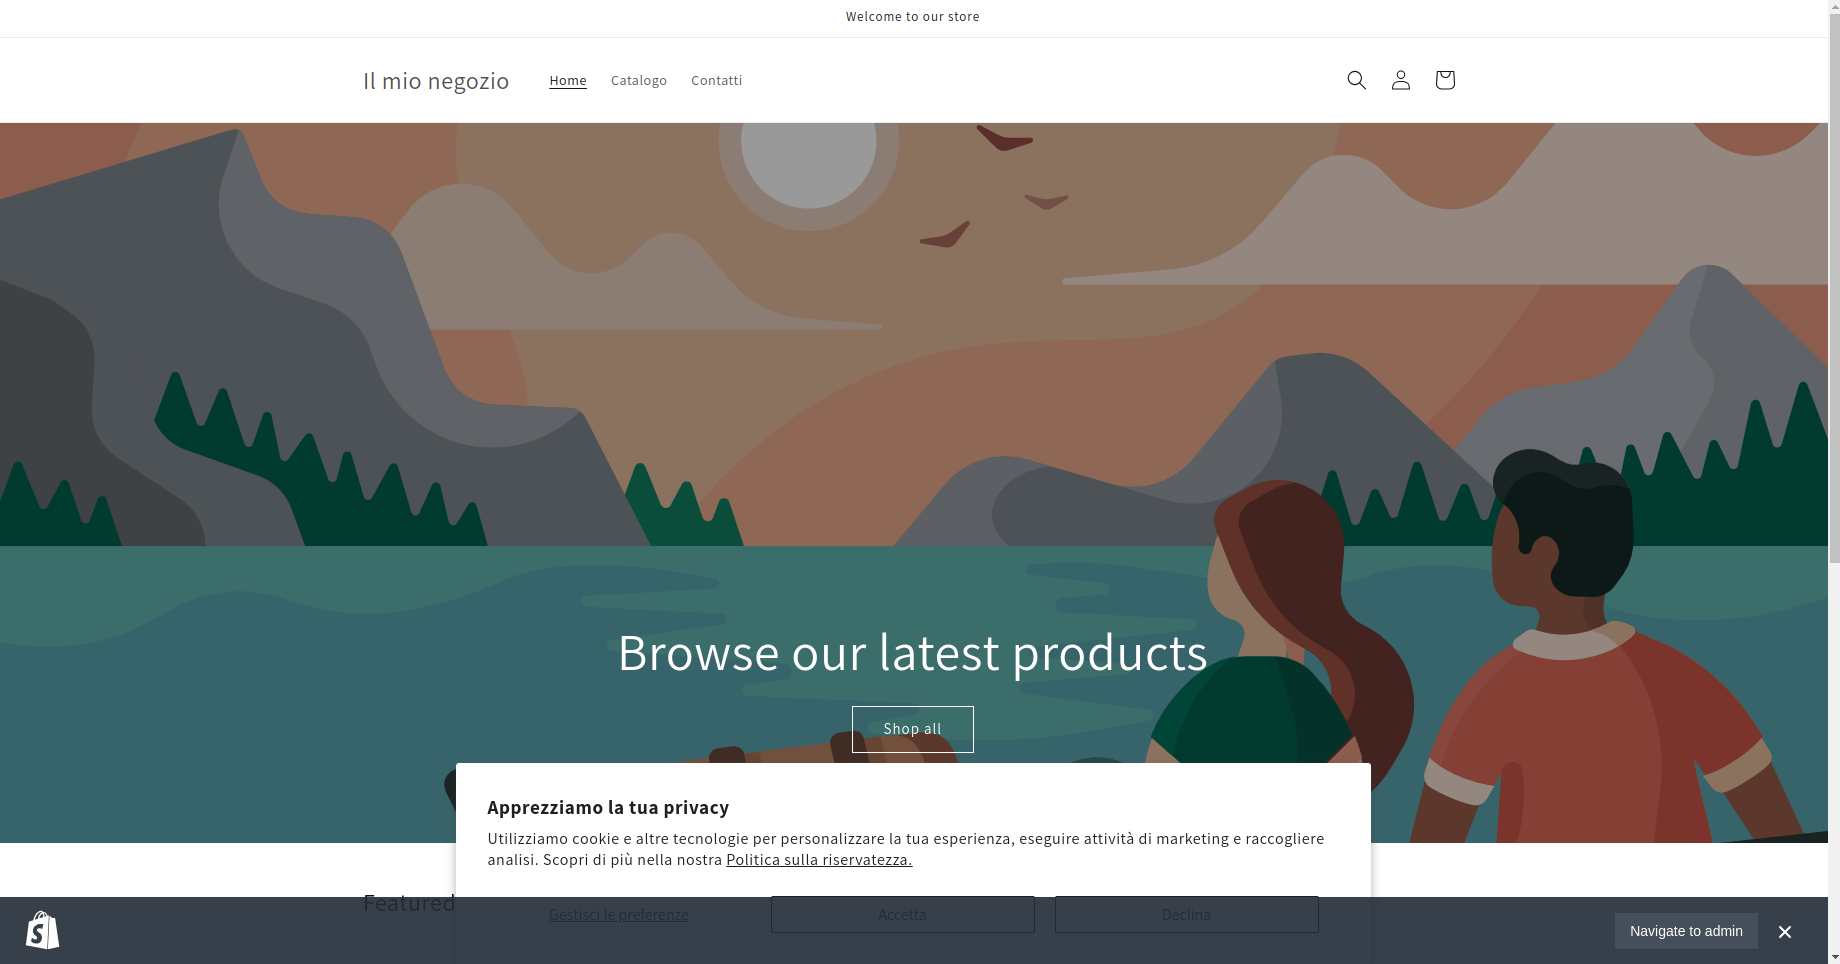 Welcome to our store
Il mio negozio
Home
Catalogo
Contatti
Browse our latest products
Shop all
Apprezziamo la tua privacy
Utilizziamo cookie e altre tecnologie per personalizzare la tua esperienza, eseguire attività di marketing e raccogliere
analisi. Scopri di più nella nostra Politica sulla riservatezza.
Featured
Gestisci le preferenze
Accetta
Declina
Navigate to admin